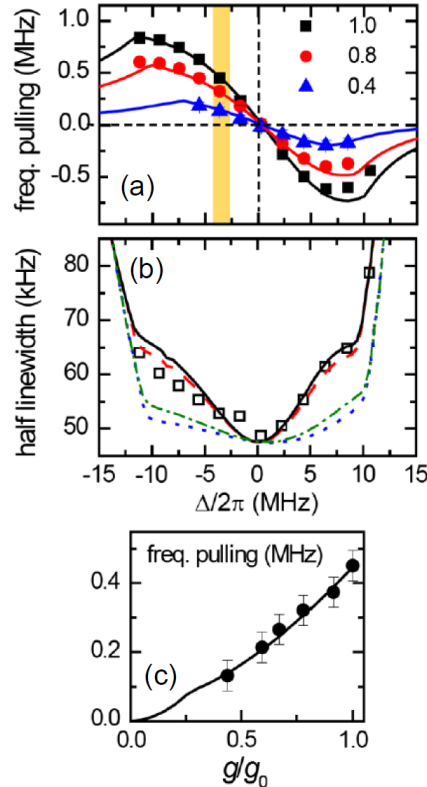 freq. pulling (MHz)
1.0
0.5
0.0
-0.5
1.0
0.8
0.4
(a)
half linewidth (kHz)
80
70
60
50
(b)
-15 -10 -5 0 5 10 15
Δ/2π (MHz)
freq. pulling (MHz)
0.4
0.2
0.0
(c)
0.0 0.5 1.0
g/g₀